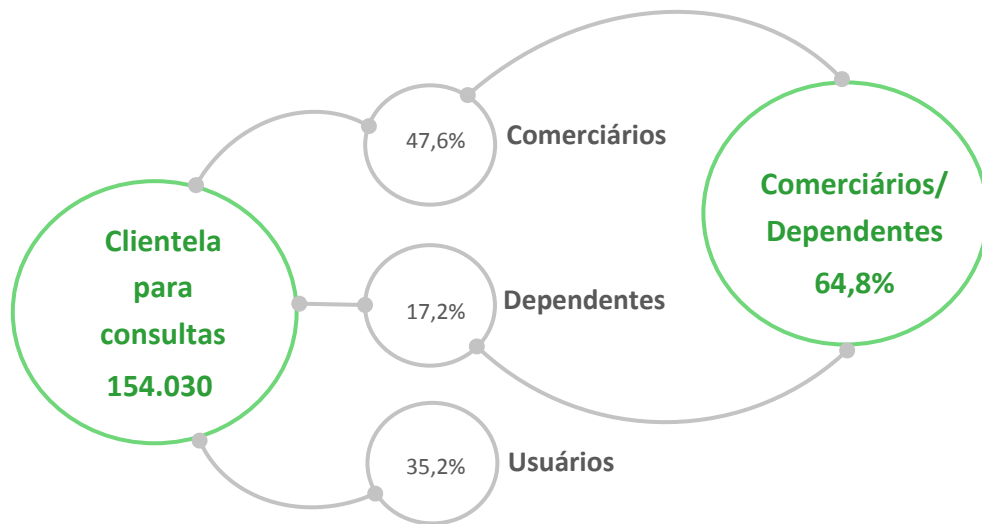 Clientela
para
consultas
154.030
47,6%
Comerciários
17,2%
Dependentes
35,2%
Usuários
Comerciários/
Dependentes
64,8%